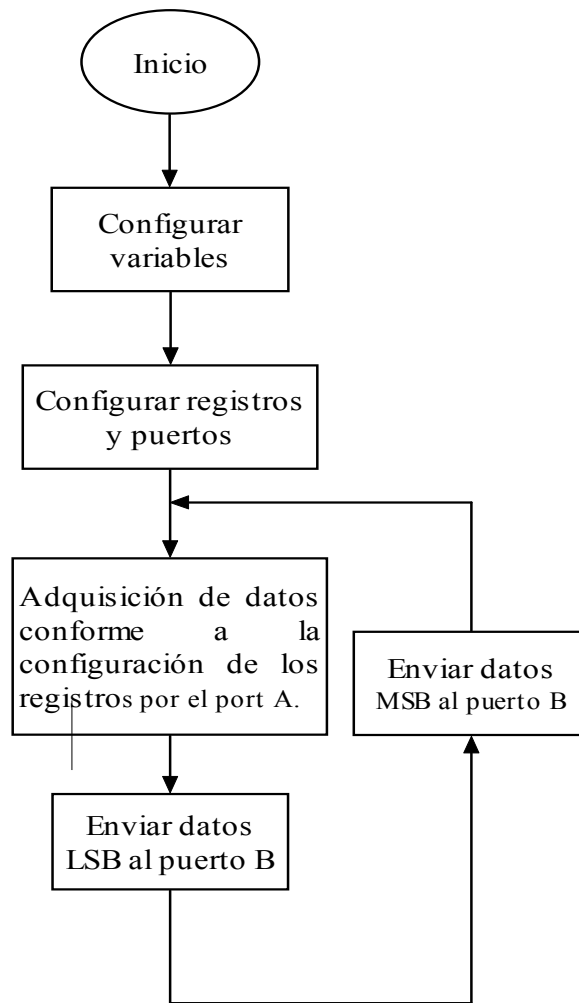 Inicio
Configurar
variables
Configurar registros
y puertos
Adquisición de datos
conforme a la
configuración de los
registros por el port A.
Enviar datos
LSB al puerto B
Enviar datos
MSB al puerto B